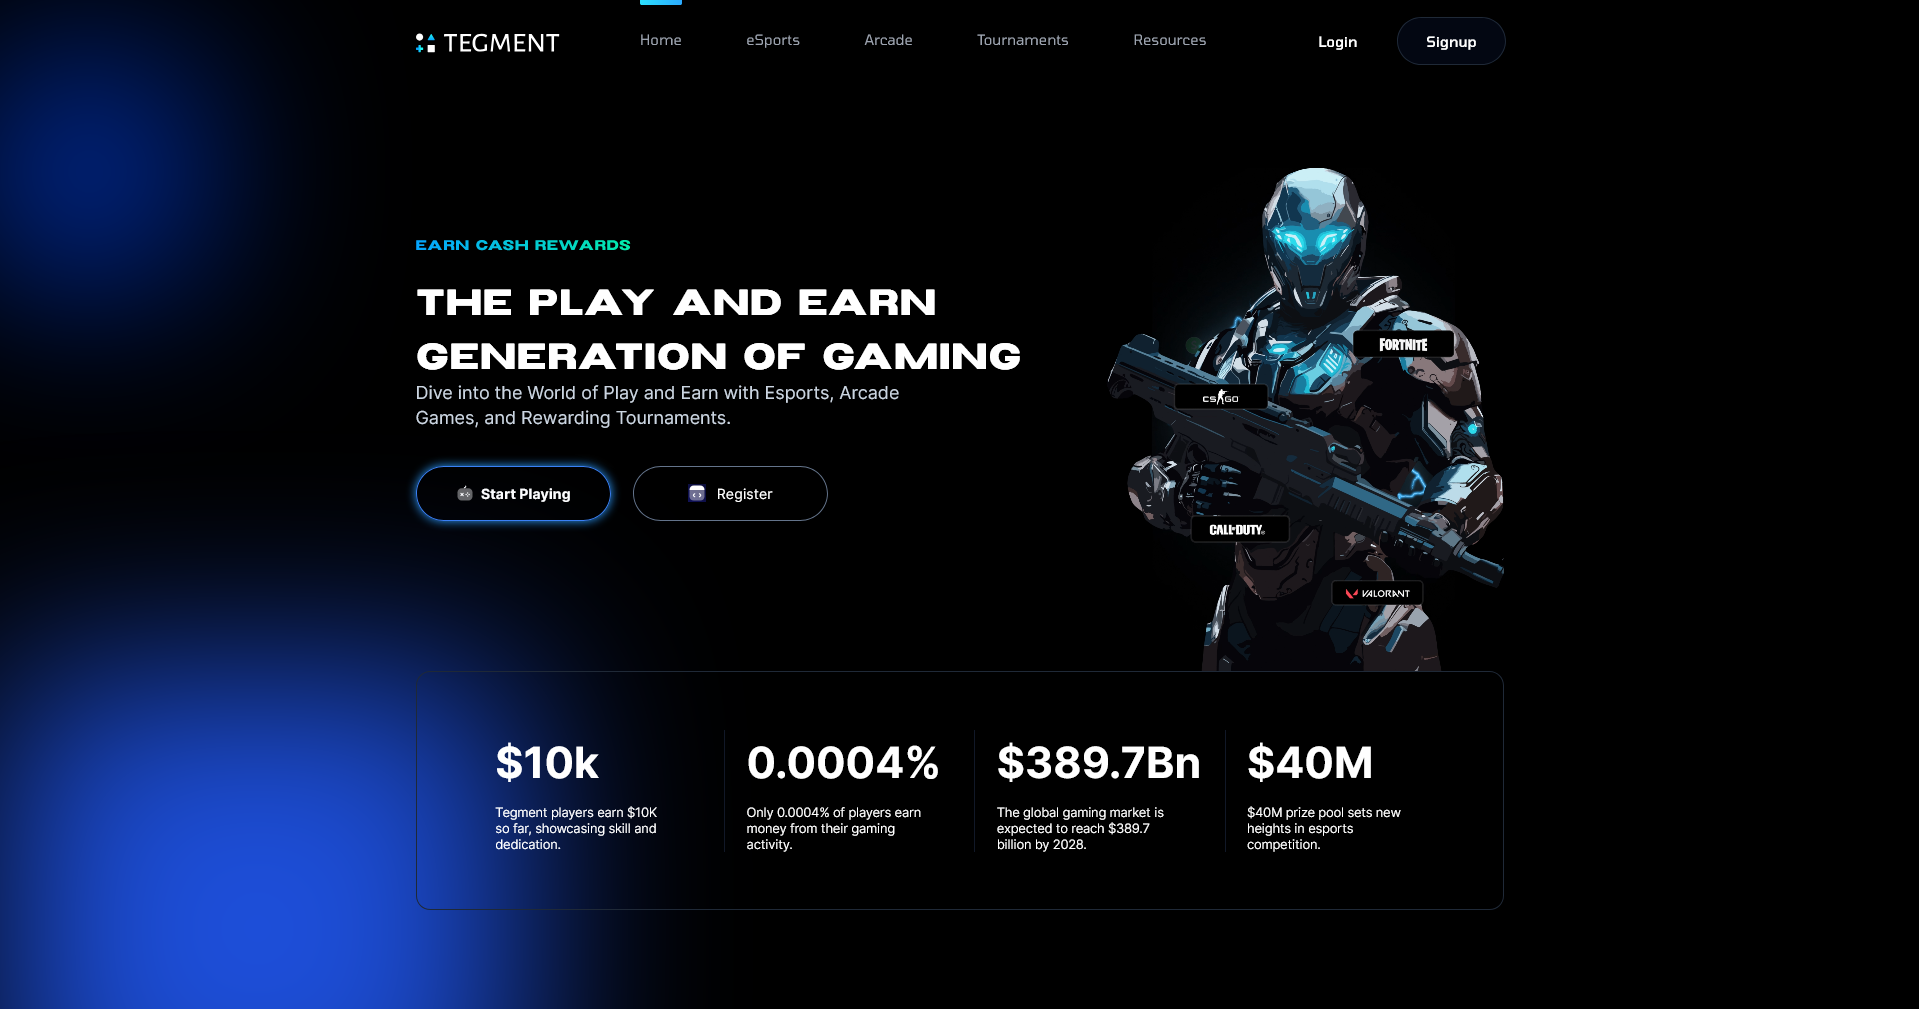 TEGMENT
Home
eSports
Arcade
Tournaments
Resources
Login
Signup
EARN CASH REWARDS
THE PLAY AND EARN
GENERATION OF GAMING
Dive into the World of Play and Earn with Esports, Arcade
Games, and Rewarding Tournaments.
Start Playing
Register
FORTNITE
CS GO
CALL OF DUTY®
VALORANT
$10k
Tegment players earn $10K
so far, showcasing skill and
dedication.
0.0004%
Only 0.0004% of players earn
money from their gaming
activity.
$389.7Bn
The global gaming market is
expected to reach $389.7
billion by 2028.
$40M
$40M prize pool sets new
heights in esports
competition.